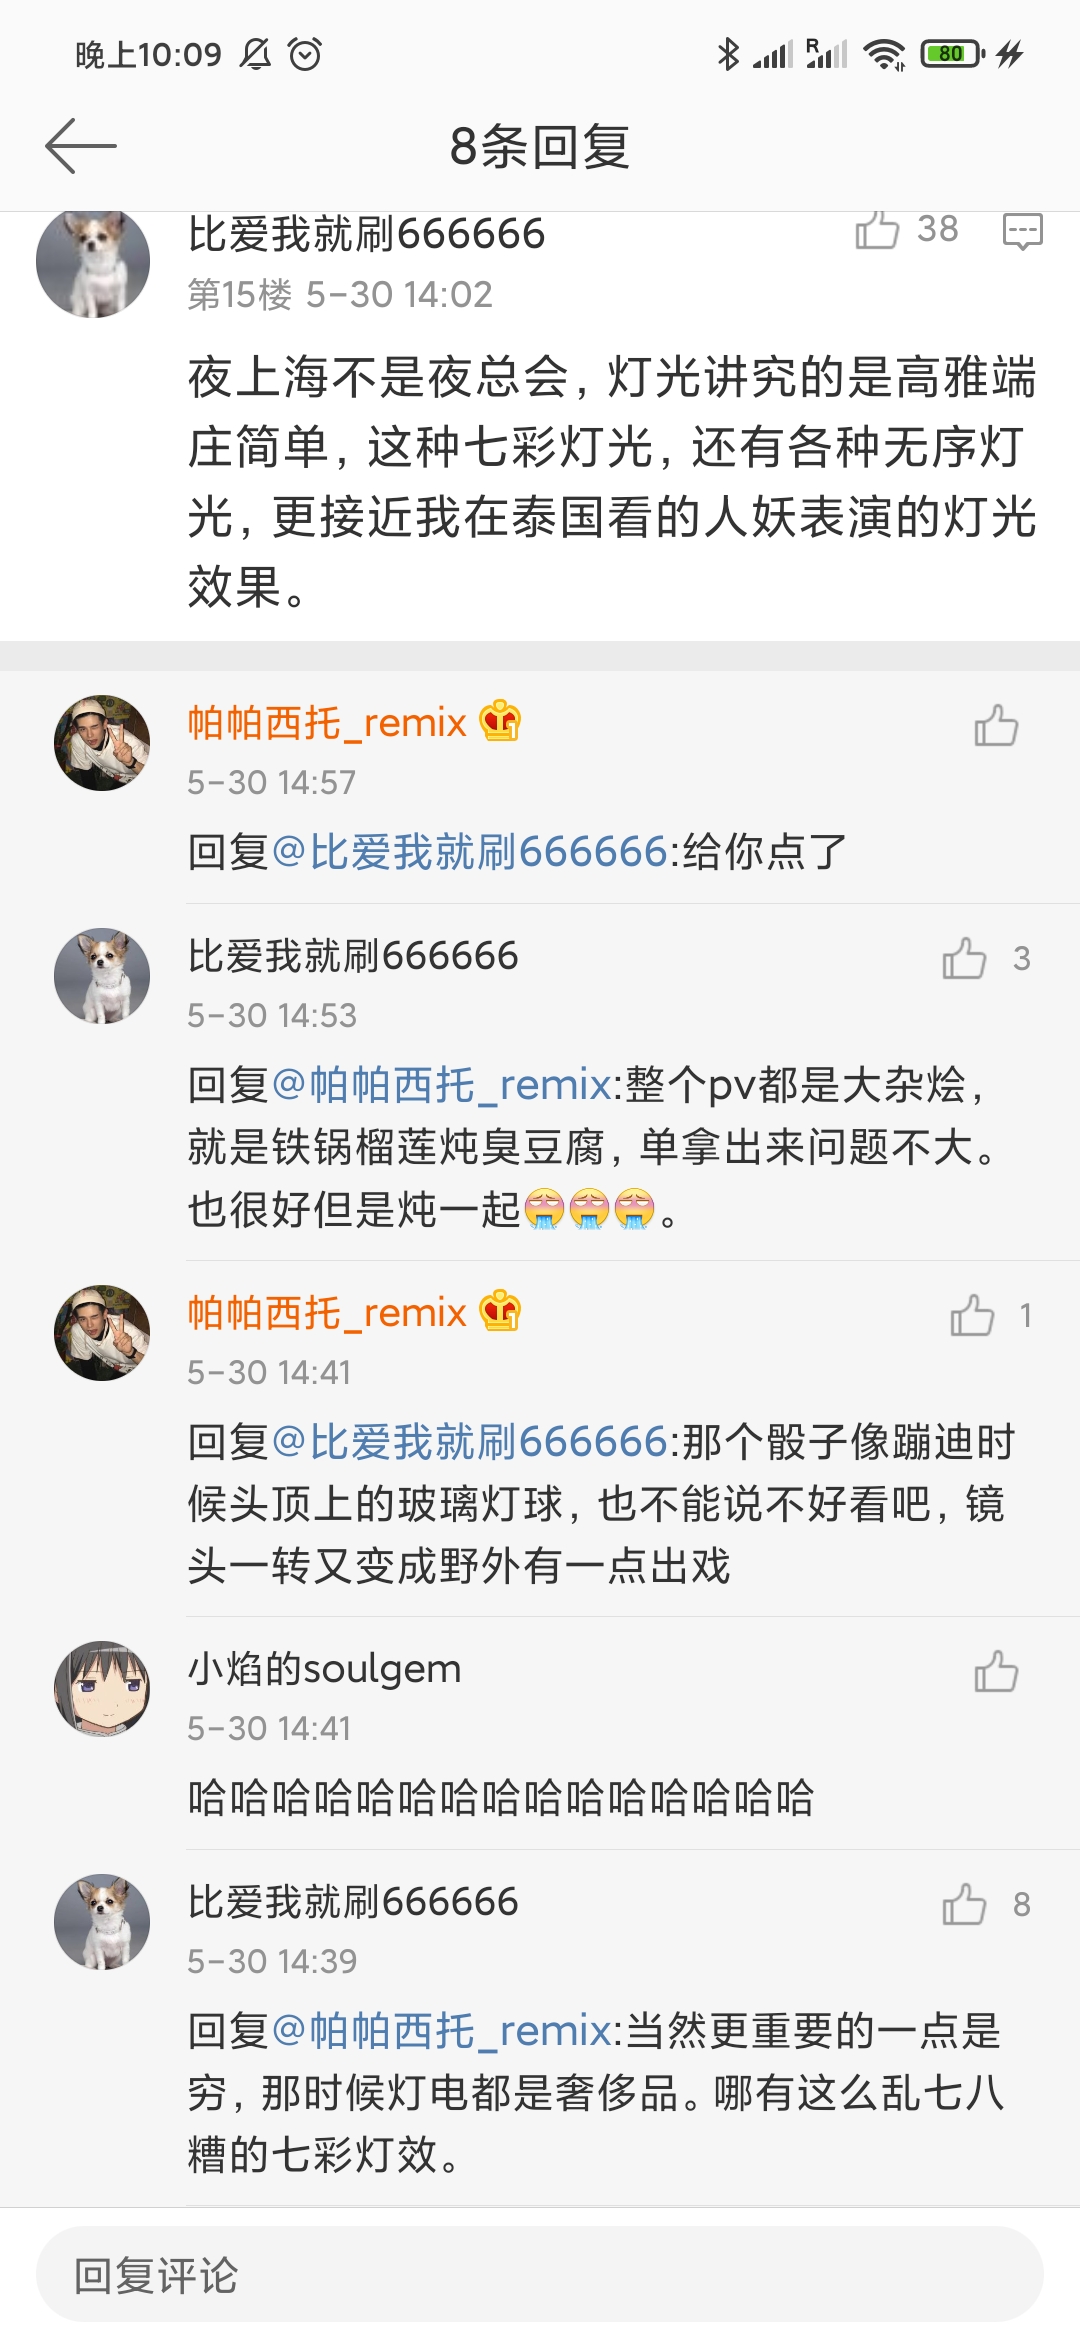 晚上10:09
R
80
8条回复
比爱我就刷666666
38
第15楼 5-30 14:02
夜上海不是夜总会，灯光讲究的是高雅端
庄简单，这种七彩灯光，还有各种无序灯
光，更接近我在泰国看的人妖表演的灯光
效果。
帕帕西托_remix 1
5-30 14:57
回复@比爱我就刷666666:给你点了
比爱我就刷666666
3
5-30 14:53
回复@帕帕西托_remix:整个pv都是大杂烩，
就是铁锅榴莲炖臭豆腐，单拿出来问题不大。
也很好但是炖一起😭😭😭。
帕帕西托_remix 1
1
5-30 14:41
回复@比爱我就刷666666:那个骰子像蹦迪时
候头顶上的玻璃灯球，也不能说不好看吧，镜
头一转又变成野外有一点出戏
小焰的soulgem
5-30 14:41
哈哈哈哈哈哈哈哈哈哈哈哈哈哈哈
比爱我就刷666666
8
5-30 14:39
回复@帕帕西托_remix:当然更重要的一点是
穷，那时候灯电都是奢侈品。哪有这么乱七八
糟的七彩灯效。
回复评论